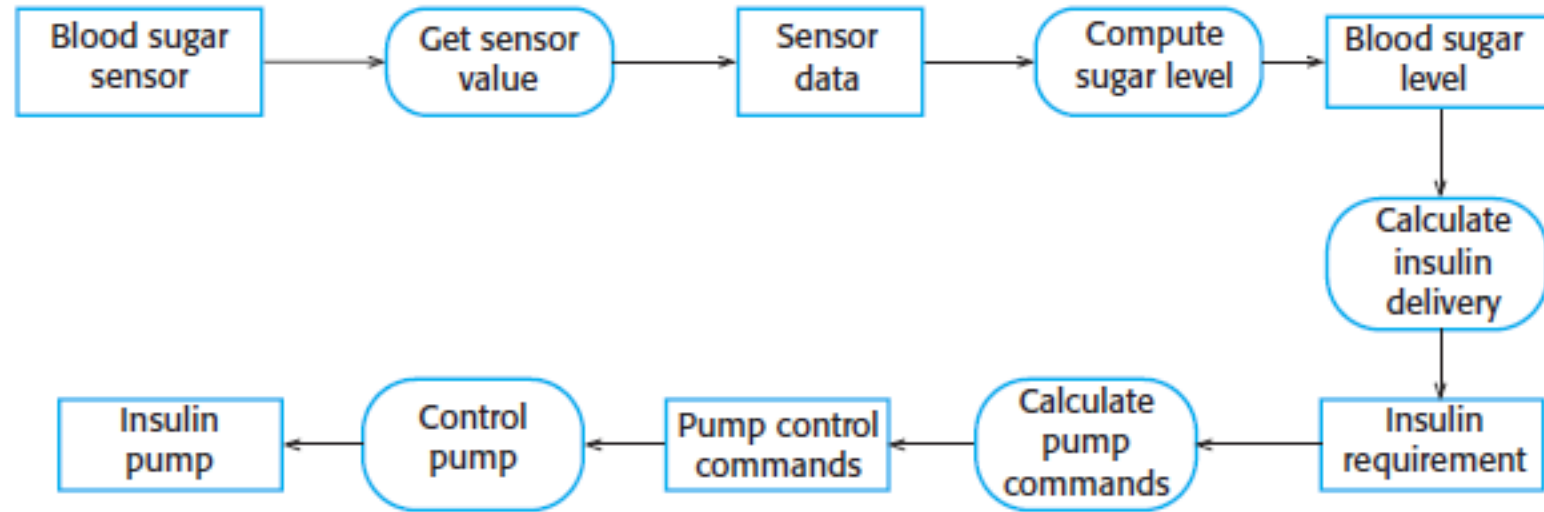 Blood sugar
sensor
Get sensor
value
Sensor
data
Compute
sugar level
Blood sugar
level
Calculate
insulin
delivery
Insulin
requirement
Calculate
pump
commands
Pump control
commands
Control
pump
Insulin
pump